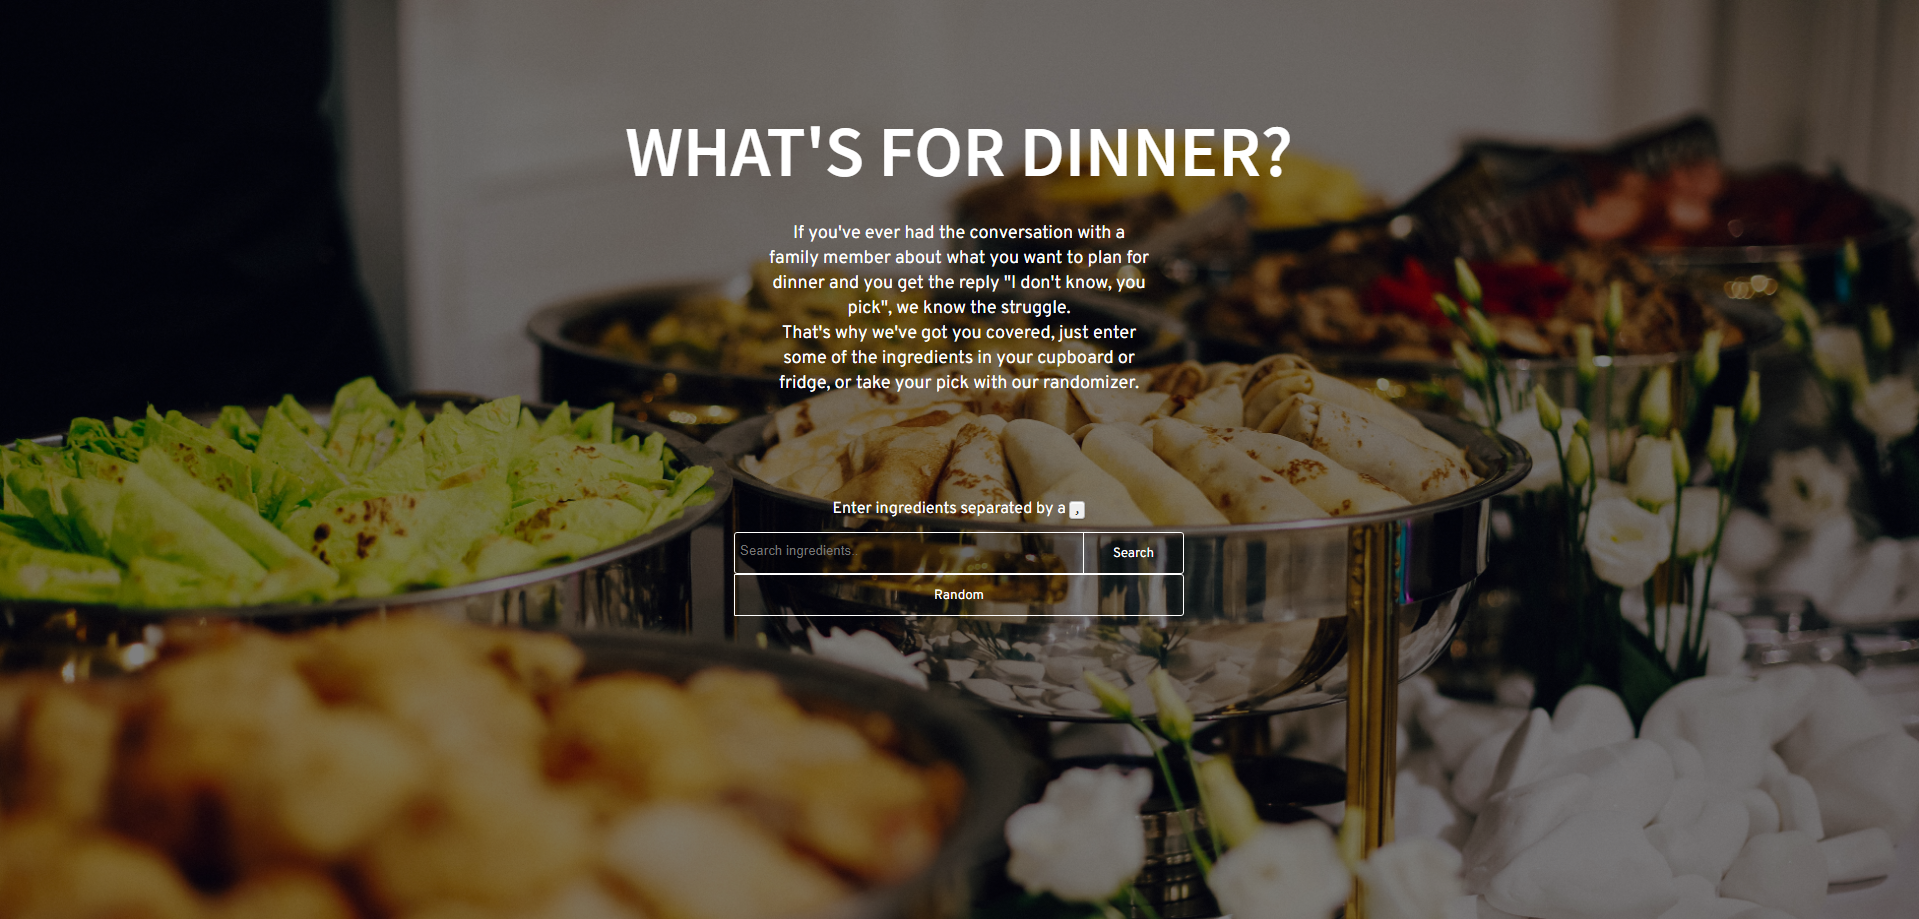 WHAT'S FOR DINNER?
If you've ever had the conversation with a
family member about what you want to plan for
dinner and you get the reply "I don't know, you
pick", we know the struggle.
That's why we've got you covered, just enter
some of the ingredients in your cupboard or
fridge, or take your pick with our randomizer.
Enter ingredients separated by a ,
Search ingredients..
Search
Random